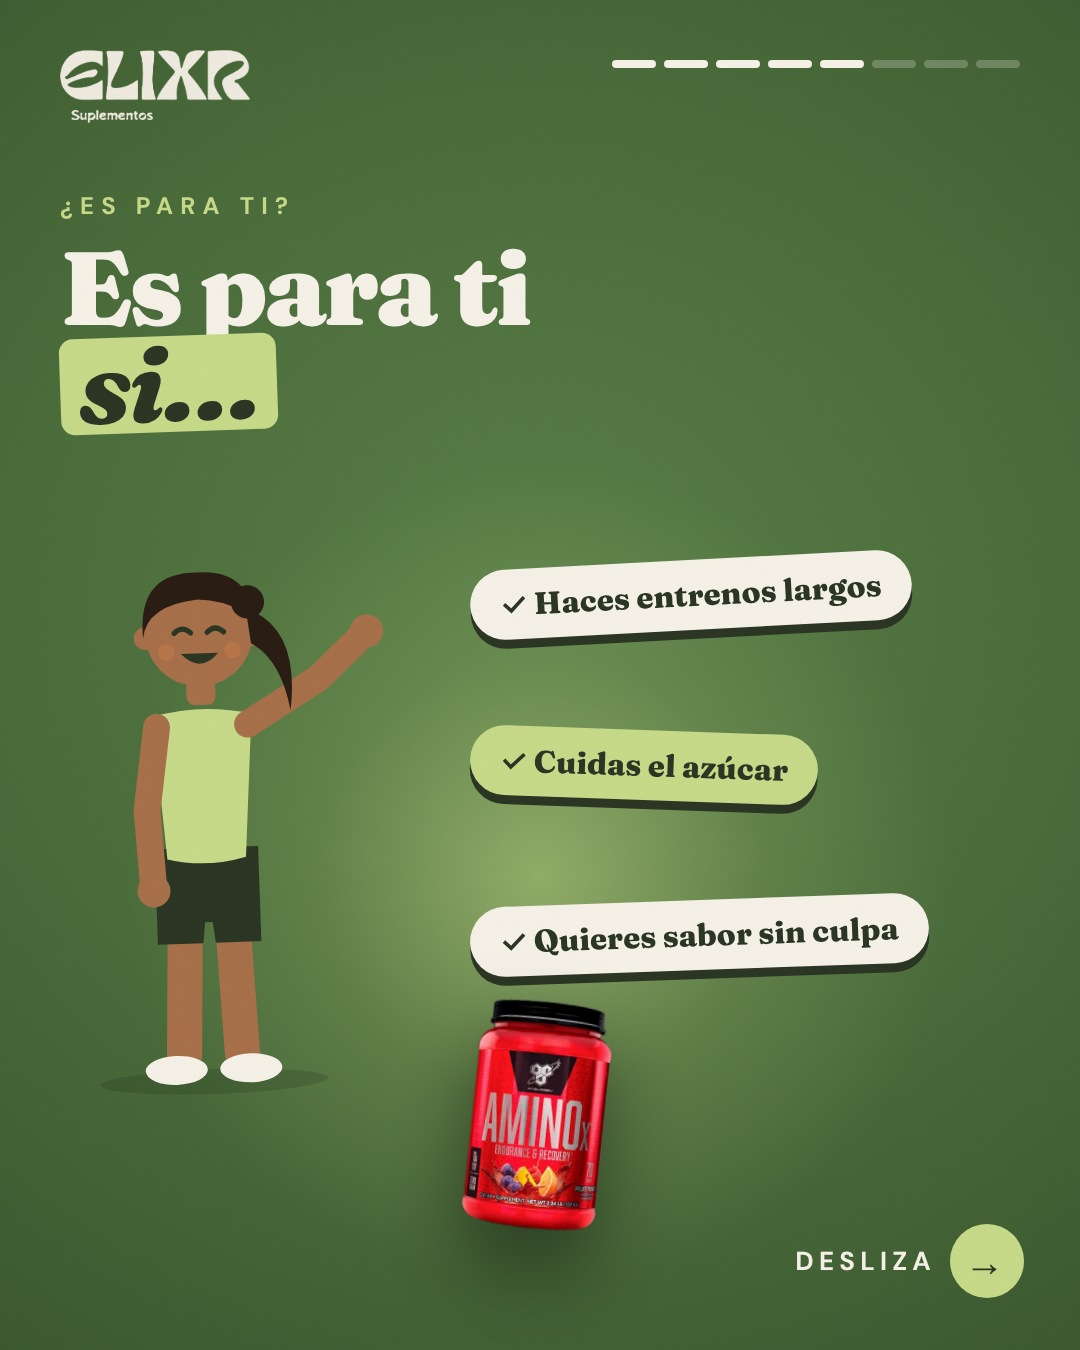 ELIXR
Suplementos
¿ES PARA TI?
Es para ti
si...
✓ Haces entrenos largos
✓ Cuidas el azúcar
✓ Quieres sabor sin culpa
AMINOx
ENDURANCE & RECOVERY
70
DESLIZA →